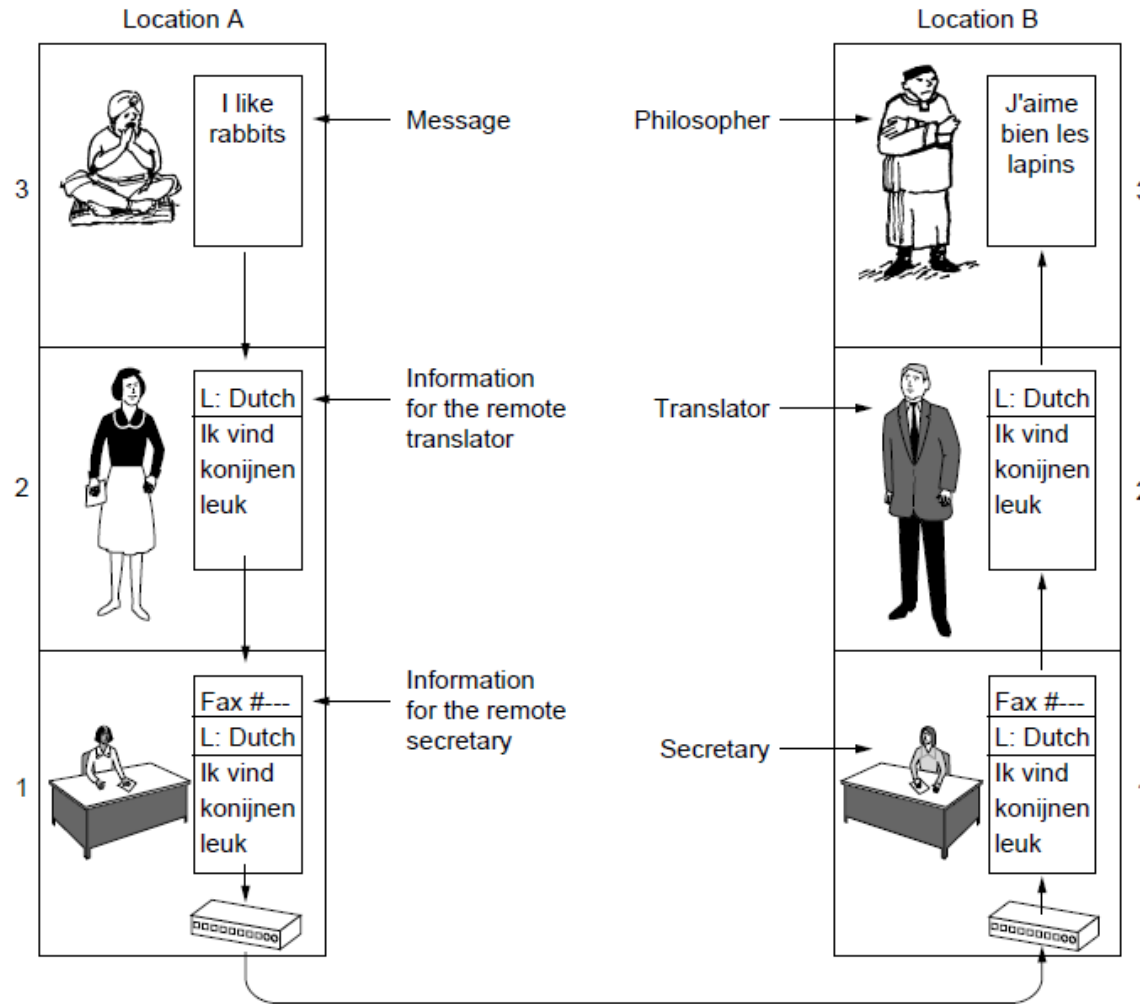 Location A
Location B
3
I like
rabbits
Message
Philosopher
J'aime
bien les
lapins
3
2
L: Dutch
Ik vind
konijnen
leuk
Information
for the remote
translator
Translator
L: Dutch
Ik vind
konijnen
leuk
2
1
Fax #---
L: Dutch
Ik vind
konijnen
leuk
Information
for the remote
secretary
Secretary
Fax #---
L: Dutch
Ik vind
konijnen
leuk